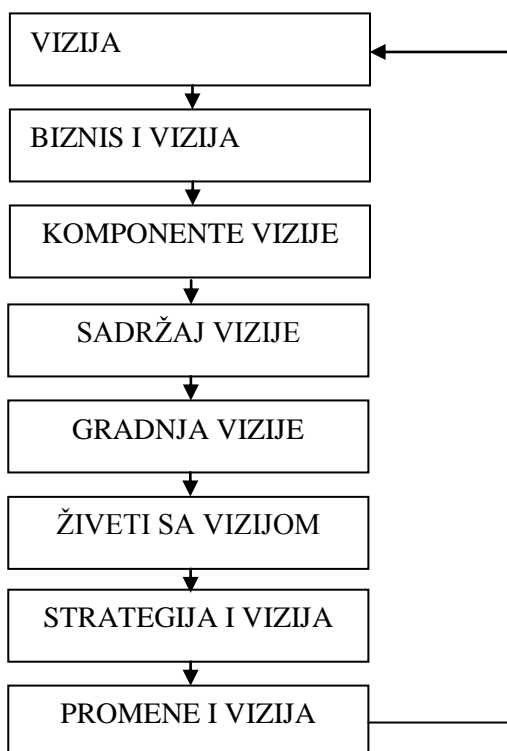 VIZIJA
BIZNIS I VIZIJA
KOMPONENTE VIZIJE
SADRŽAJ VIZIJE
GRADNJA VIZIJE
ŽIVETI SA VIZIJOM
STRATEGIJA I VIZIJA
PROMENE I VIZIJA